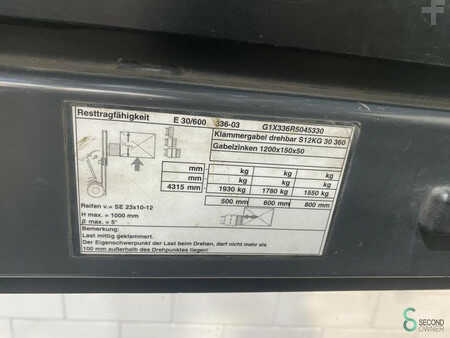 Resttragfähigkeit E 30/600 336-03 G1X336R5045330
Klammergabel drehbar S12KG 30 360
Gabelzinken 1200x150x50
mm - kg kg kg
mm - kg kg kg
4315 mm - 1930 kg 1780 kg 1550 kg
500 mm 600 mm 800 mm
Reifen v.= SE 23x10-12
H max. = 1000 mm
β max. = 5°
Bemerkung:
Last mittig geklammert.
Der Eigenschwerpunkt der Last beim Drehen, darf nicht mehr als
100 mm außerhalb des Drehpunktes liegen!
SECOND
OWNER